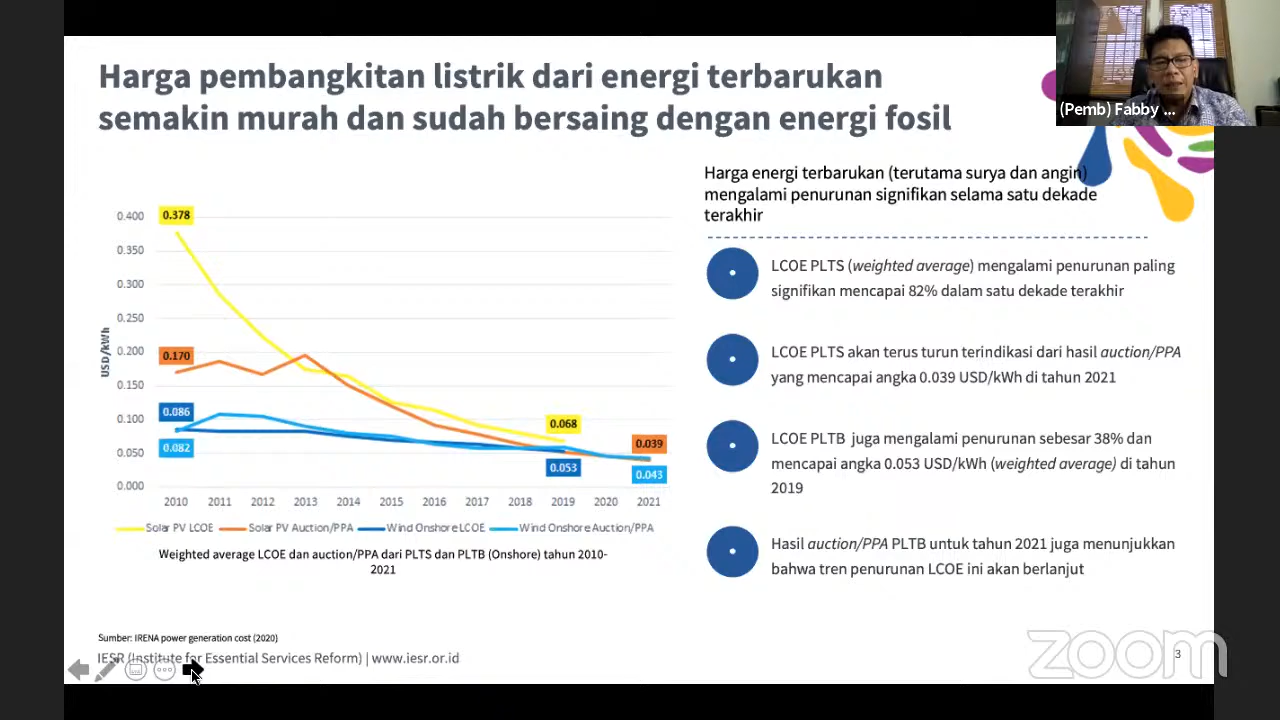 Harga pembangkitan listrik dari energi terbarukan
semakin murah dan sudah bersaing dengan energi fosil
(Pemb) Fabby ...
Harga energi terbarukan (terutama surya dan angin)
mengalami penurunan signifikan selama satu dekade
terakhir
LCOE PLTS (weighted average) mengalami penurunan paling
signifikan mencapai 82% dalam satu dekade terakhir
LCOE PLTS akan terus turun terindikasi dari hasil auction/PPA
yang mencapai angka 0.039 USD/kWh di tahun 2021
LCOE PLTB juga mengalami penurunan sebesar 38% dan
mencapai angka 0.053 USD/kWh (weighted average) di tahun
2019
Hasil auction/PPA PLTB untuk tahun 2021 juga menunjukkan
bahwa tren penurunan LCOE ini akan berlanjut
USD/kWh
0.400
0.350
0.300
0.250
0.200
0.150
0.100
0.050
0.000
0.378
0.170
0.086
0.082
0.068
0.053
0.039
0.043
2010 2011 2012 2013 2014 2015 2016 2017 2018 2019 2020 2021
Solar PV LCOE Solar PV Auction/PPA Wind Onshore LCOE Wind Onshore Auction/PPA
Weighted average LCOE dan auction/PPA dari PLTS dan PLTB (Onshore) tahun 2010-
2021
Sumber: IRENA power generation cost (2020)
IESR (Institute for Essential Services Reform) | www.iesr.or.id
3
zoom